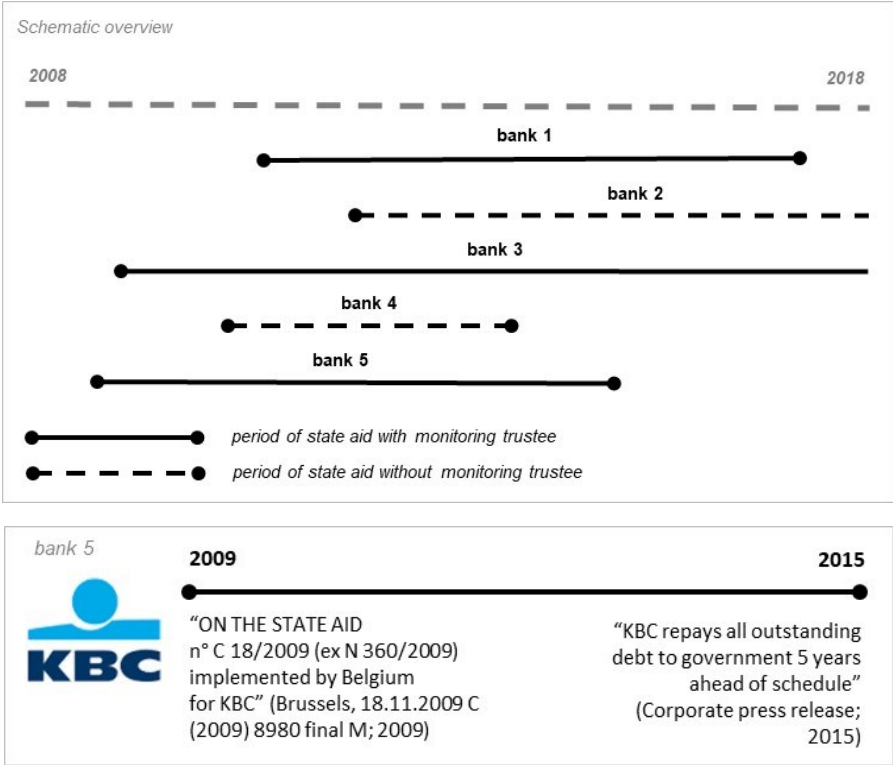 Schematic overview
2008 2018
bank 1
bank 2
bank 3
bank 4
bank 5
period of state aid with monitoring trustee
period of state aid without monitoring trustee
bank 5
KBC
2009
“ON THE STATE AID
n° C 18/2009 (ex N 360/2009)
implemented by Belgium
for KBC” (Brussels, 18.11.2009 C
(2009) 8980 final M; 2009)
2015
“KBC repays all outstanding
debt to government 5 years
ahead of schedule”
(Corporate press release;
2015)